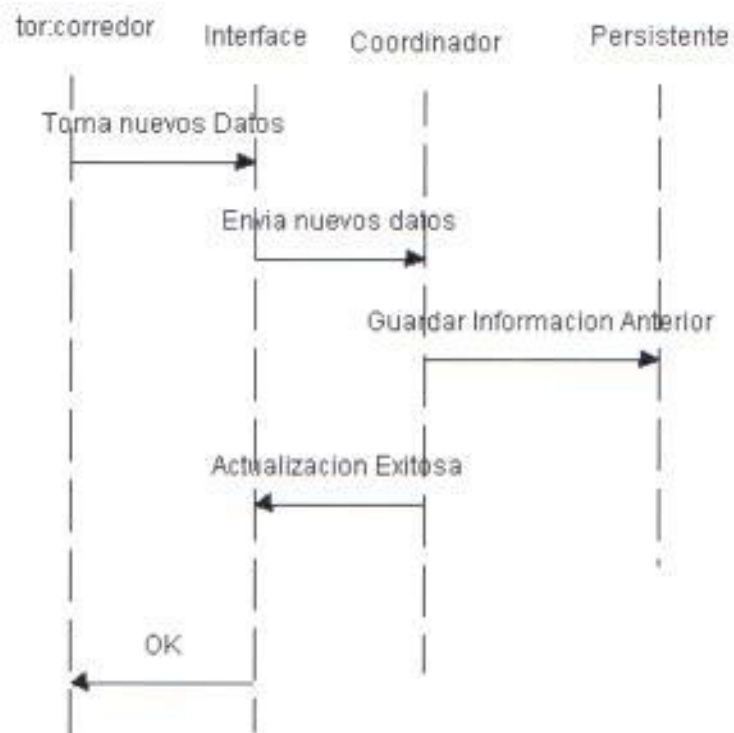 tor:corredor
Interface
Coordinador
Persistente
Toma nuevos Datos
Envia nuevos datos
Guardar Informacion Anterior
Actualizacion Exitosa
OK